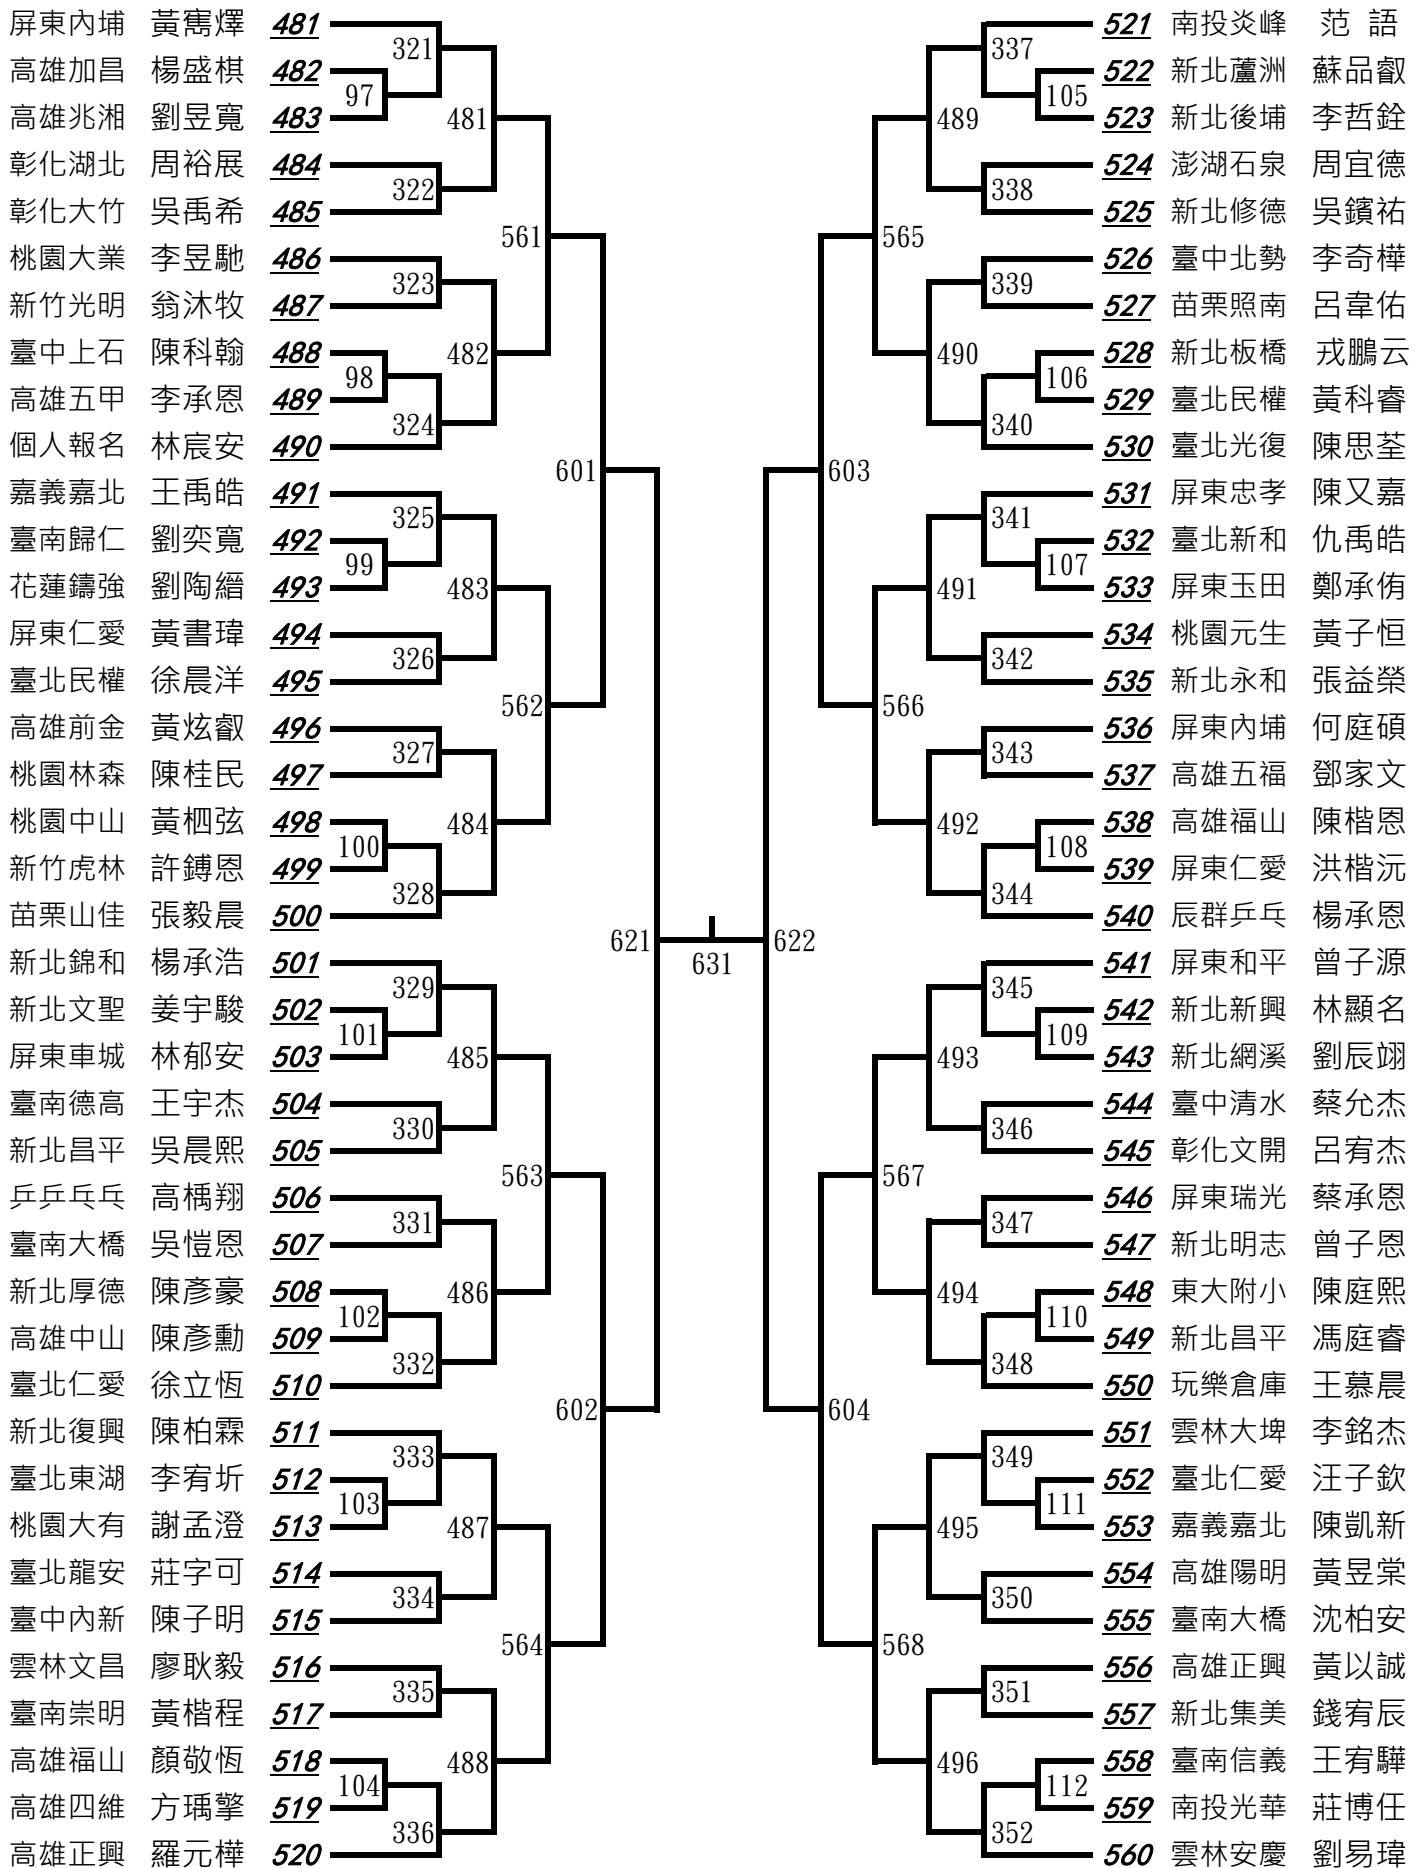 屏東內埔 黃寯燡 481
321
高雄加昌 楊盛棋 482
97
高雄兆湘 劉昱寬 483
481
彰化湖北 周裕展 484
322
彰化大竹 吳禹希 485
561
桃園大業 李昱馳 486
323
新竹光明 翁沐牧 487
482
臺中上石 陳科翰 488
98
高雄五甲 李承恩 489
324
個人報名 林宸安 490
601
嘉義嘉北 王禹皓 491
325
臺南歸仁 劉奕寬 492
99
花蓮鑄強 劉陶縉 493
483
屏東仁愛 黃書瑋 494
326
臺北民權 徐晨洋 495
562
高雄前金 黃炫叡 496
327
桃園林森 陳桂民 497
484
桃園中山 黃柶弦 498
100
新竹虎林 許鎛恩 499
328
苗栗山佳 張毅晨 500
621
新北錦和 楊承浩 501
329
新北文聖 姜宇駿 502
101
屏東車城 林郁安 503
485
臺南德高 王宇杰 504
330
新北昌平 吳晨熙 505
563
乒乒乓乓 高楀翔 506
331
臺南大橋 吳愷恩 507
486
新北厚德 陳彥豪 508
102
高雄中山 陳彥勳 509
332
臺北仁愛 徐立恆 510
602
新北復興 陳柏霖 511
333
臺北東湖 李宥圻 512
103
桃園大有 謝孟澄 513
487
臺北龍安 莊字可 514
334
臺中內新 陳子明 515
564
雲林文昌 廖耿毅 516
335
臺南崇明 黃楷程 517
488
高雄福山 顏敬恆 518
104
高雄四維 方瑀擎 519
336
高雄正興 羅元樺 520
631
521 南投炎峰 范 語
337
522 新北蘆洲 蘇品叡
105
523 新北後埔 李哲銓
489
524 澎湖石泉 周宜德
338
525 新北修德 吳鑌祐
565
526 臺中北勢 李奇樺
339
527 苗栗照南 呂韋佑
490
528 新北板橋 戎鵬云
106
529 臺北民權 黃科睿
340
530 臺北光復 陳思荃
603
531 屏東忠孝 陳又嘉
341
532 臺北新和 仇禹皓
107
533 屏東玉田 鄭承侑
491
534 桃園元生 黃子恒
342
535 新北永和 張益榮
566
536 屏東內埔 何庭碩
343
537 高雄五福 鄧家文
492
538 高雄福山 陳楷恩
108
539 屏東仁愛 洪楷沅
344
540 辰群乒乓 楊承恩
622
541 屏東和平 曾子源
345
542 新北新興 林顯名
109
543 新北網溪 劉辰翊
493
544 臺中清水 蔡允杰
346
545 彰化文開 呂宥杰
567
546 屏東瑞光 蔡承恩
347
547 新北明志 曾子恩
494
548 東大附小 陳庭熙
110
549 新北昌平 馮庭睿
348
550 玩樂倉庫 王慕晨
604
551 雲林大埤 李銘杰
349
552 臺北仁愛 汪子欽
111
553 嘉義嘉北 陳凱新
495
554 高雄陽明 黃昱棠
350
555 臺南大橋 沈柏安
568
556 高雄正興 黃以誠
351
557 新北集美 錢宥辰
496
558 臺南信義 王宥驊
112
559 南投光華 莊博任
352
560 雲林安慶 劉易瑋